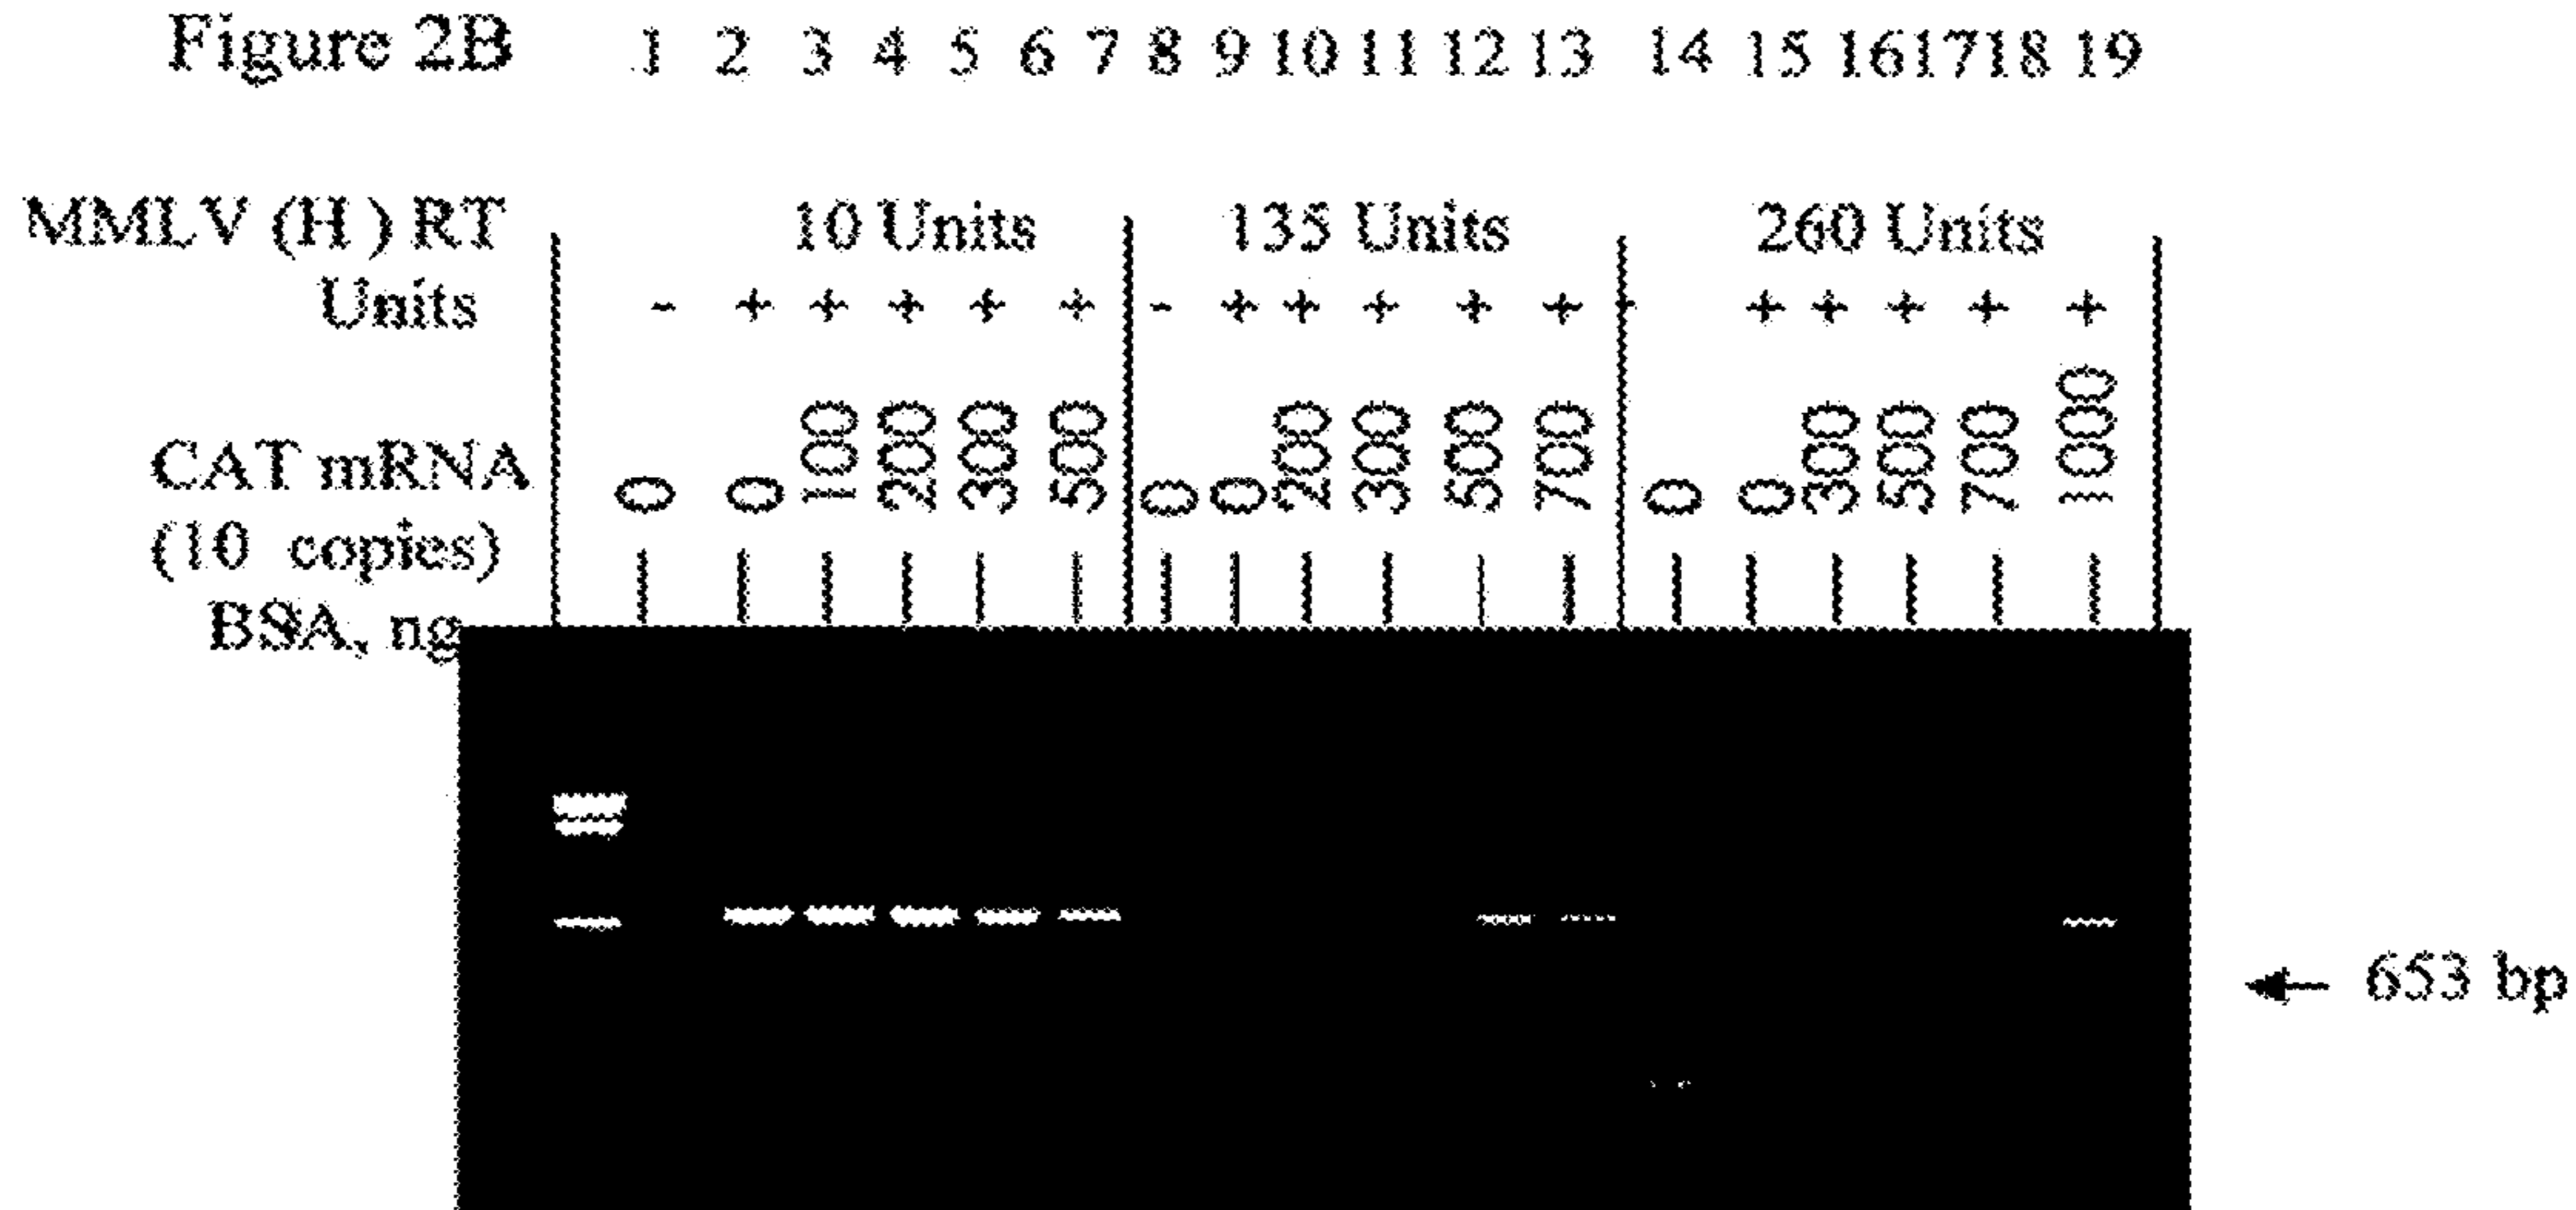 Figure 2B 1 2 3 4 5 6 7 8 9 10 11 12 13 14 15 16 17 18 19
MMLV (H ) RT 10 Units 135 Units 260 Units
Units - + + + + + - + + + + + - + + + + +
CAT mRNA 0 0 100 200 300 500 0 0 200 300 500 700 0 0 300 500 700 1000
(10 copies)
BSA, ng
653 bp